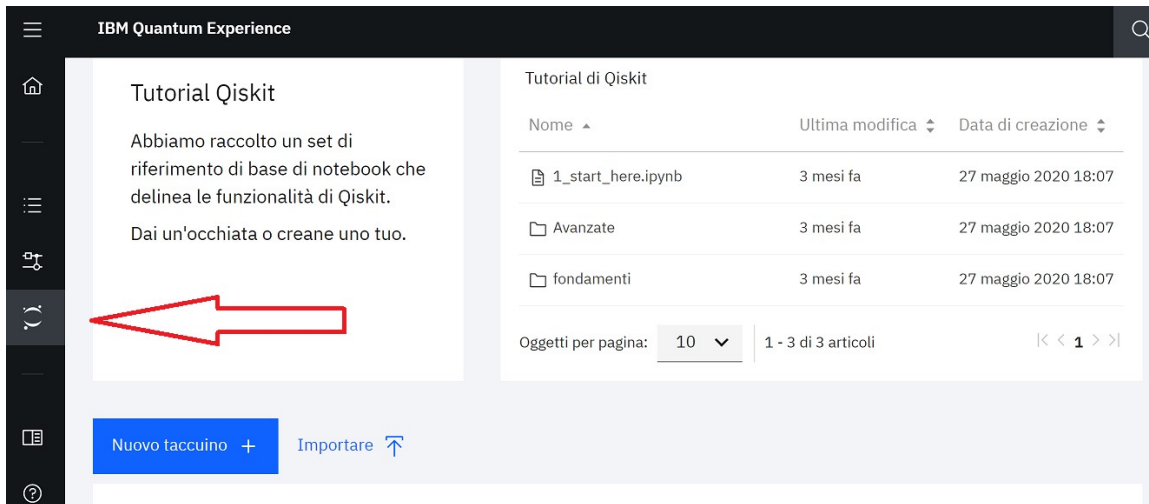 IBM Quantum Experience
Tutorial Qiskit
Abbiamo raccolto un set di
riferimento di base di notebook che
delinea le funzionalità di Qiskit.
Dai un'occhiata o creane uno tuo.
Tutorial di Qiskit
Nome Ultima modifica Data di creazione
1_start_here.ipynb 3 mesi fa 27 maggio 2020 18:07
Avanzate 3 mesi fa 27 maggio 2020 18:07
fondamenti 3 mesi fa 27 maggio 2020 18:07
Oggetti per pagina: 10 1 - 3 di 3 articoli 1
Nuovo taccuino + Importare